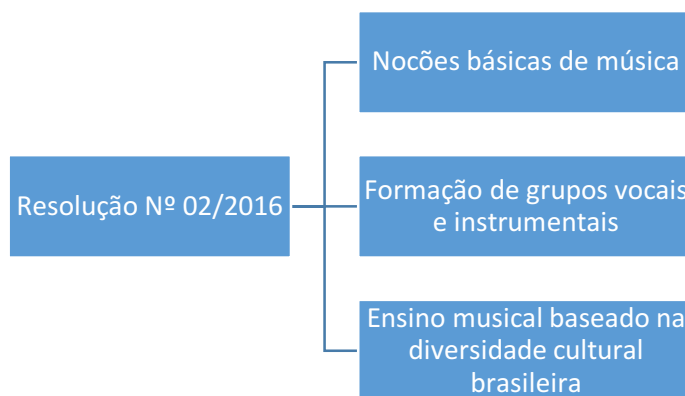 Nocões básicas de música
Resolução Nº 02/2016
Formação de grupos vocais
e instrumentais
Ensino musical baseado na
diversidade cultural
brasileira